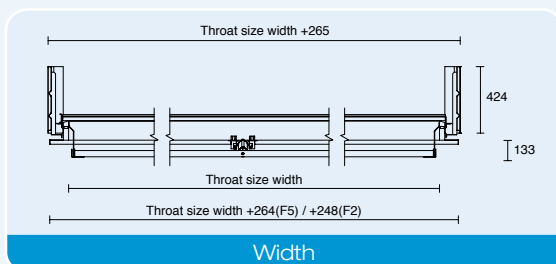 Throat size width +265
424
133
Throat size width
Throat size width +264(F5) / +248(F2)
Width